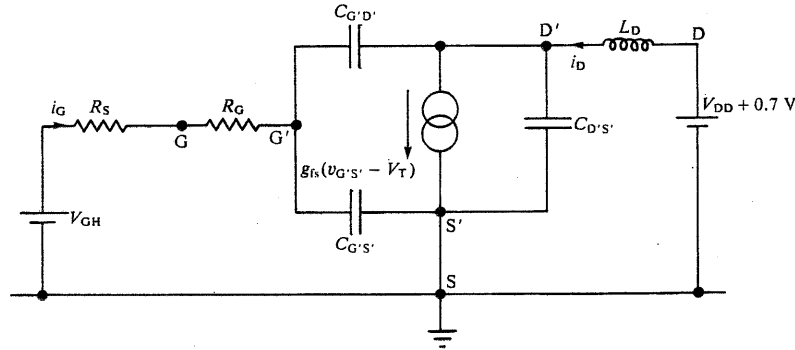 C_G'D'
D'
L_D
D
i_D
i_G
R_S
R_G
V_DD + 0.7 V
G
G'
C_D'S'
g_fs(v_G'S' − V_T)
V_GH
C_G'S'
S'
S